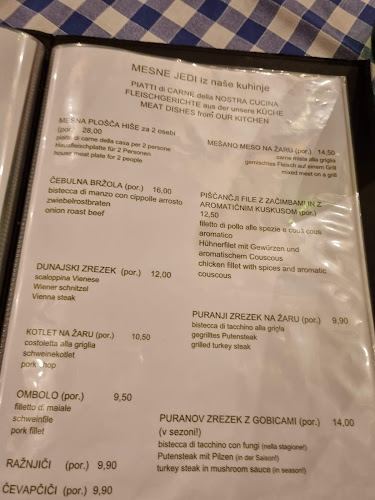 MESNE JEDI iz naše kuhinje
PIATTI di CARNE della NOSTRA CUCINA
FLEISCHGERICHTE aus der unsere KÜCHE
MEAT DISHES from OUR KITCHEN
MESNA PLOŠČA HIŠE za 2 osebi
(por.) 28,00
piatti di carne della casa per 2 persone
Hausfleischplatte für 2 Personen
house meat plate for 2 people
ČEBULNA BRŽOLA (por.) 16,00
bistecca di manzo con cippolle arrosto
zwiebelrostbraten
onion roast beef
DUNAJSKI ZREZEK (por.) 12,00
scaloppina Vienese
Wiener schnitzel
Vienna steak
KOTLET NA ŽARU (por.) 10,50
costoletta alla griglia
schweinekotlet
pork chop
OMBOLO (por.) 9,50
filletto d. maiale
schweinfile
pork fillet
RAŽNJIČI (por.) 9,90
ČEVAPČIČI (por.) 9,90
MEŠANO MESO NA ŽARU (por.) 14,50
carne mista alla griglia
gemischtes Fleisch auf einem Grill
mixed meat on a grill
PIŠČANČJI FILE Z ZAČIMBAMI IN Z
AROMATIČNIM KUSKUSOM (por.)
12,50
filetto di pollo alle spezie e cous cous
aromatico
Hühnerfilet mit Gewürzen und
aromatischem Couscous
chicken fillet with spices and aromatic
couscous
PURANJI ZREZEK NA ŽARU (por.) 9,90
bistecca di tacchino alla griglia
gegrilltes Putensteak
grilled turkey steak
PURANOV ZREZEK Z GOBICAMI (por.) 14,00
(v sezoni!)
bistecca di tacchino con fungi (nella stagione!)
Putensteak mit Pilzen (in der Saison!)
turkey steak in mushroom sauce (in season!)